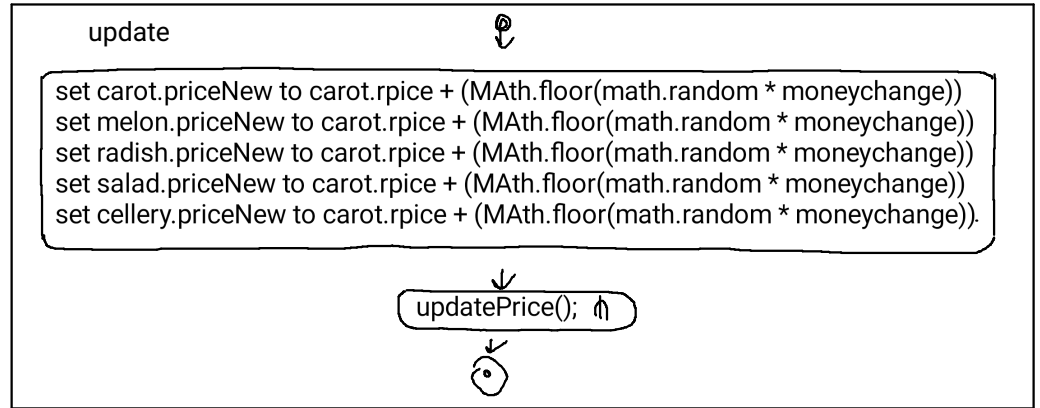 update
set carot.priceNew to carot.rpice + (MAth.floor(math.random * moneychange))
set melon.priceNew to carot.rpice + (MAth.floor(math.random * moneychange))
set radish.priceNew to carot.rpice + (MAth.floor(math.random * moneychange))
set salad.priceNew to carot.rpice + (MAth.floor(math.random * moneychange))
set cellery.priceNew to carot.rpice + (MAth.floor(math.random * moneychange)).
updatePrice();